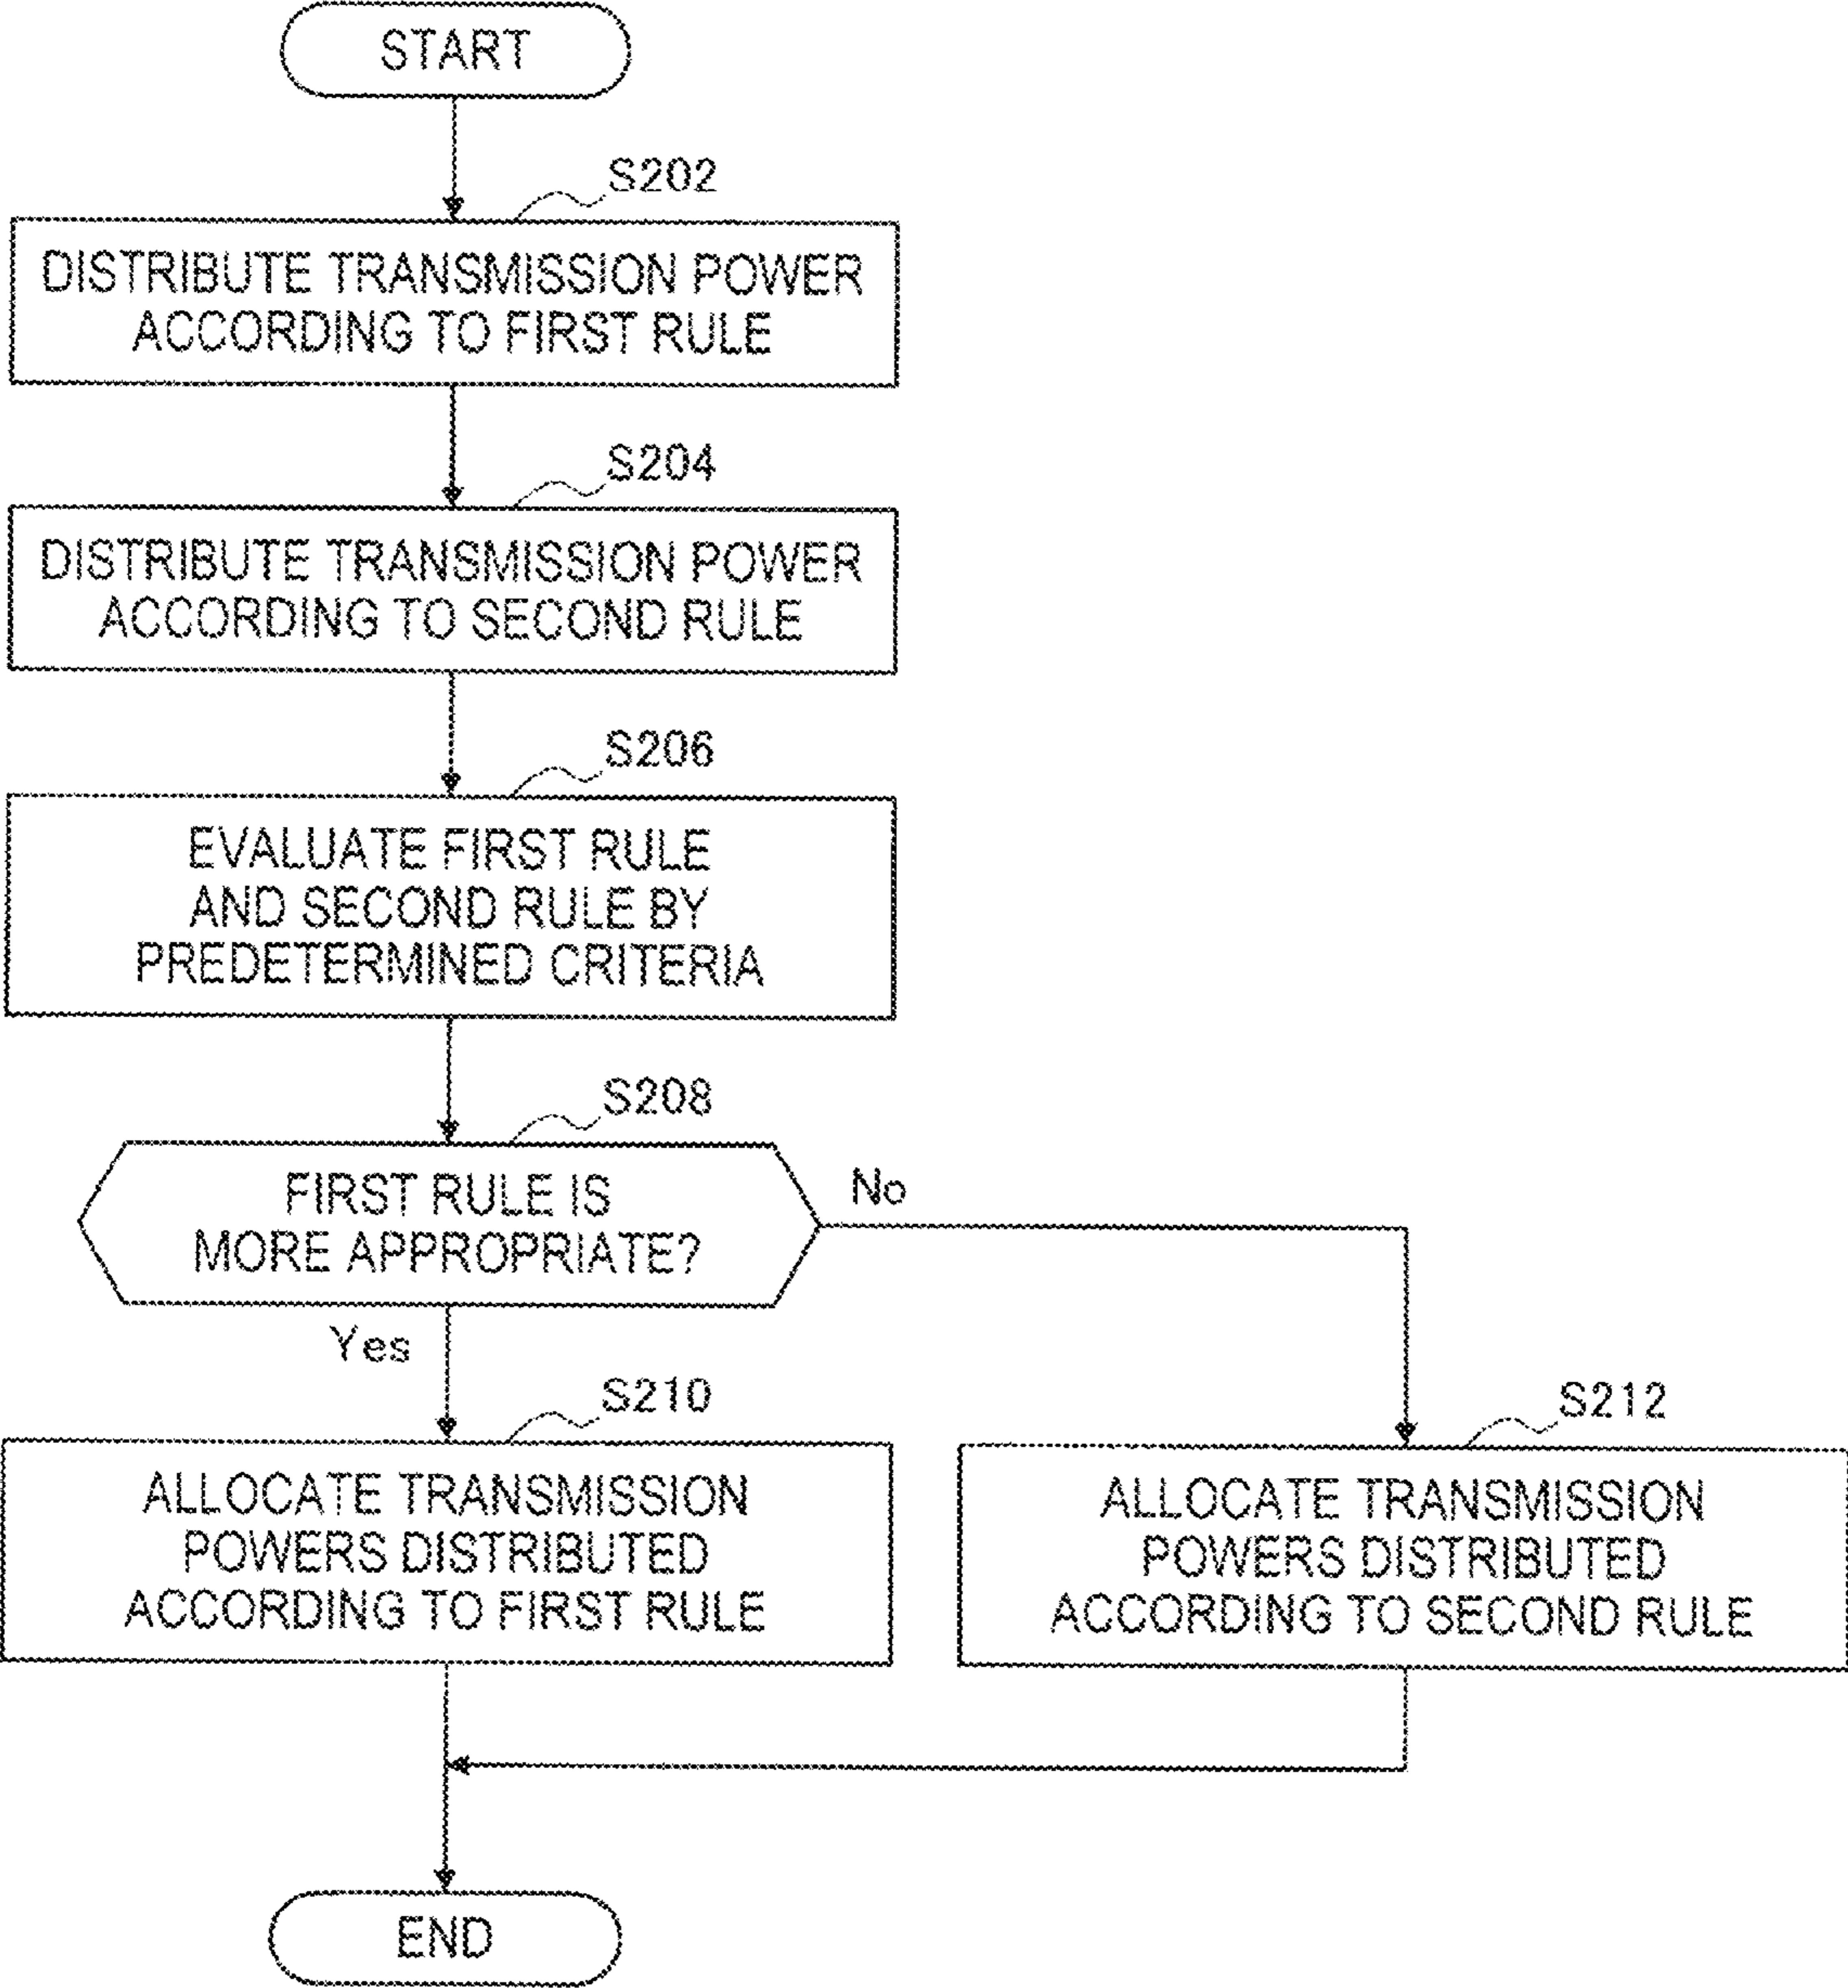 START
S202
DISTRIBUTE TRANSMISSION POWER
ACCORDING TO FIRST RULE
S204
DISTRIBUTE TRANSMISSION POWER
ACCORDING TO SECOND RULE
S206
EVALUATE FIRST RULE
AND SECOND RULE BY
PREDETERMINED CRITERIA
S208
FIRST RULE IS
MORE APPROPRIATE?
No
Yes
S210
ALLOCATE TRANSMISSION
POWERS DISTRIBUTED
ACCORDING TO FIRST RULE
S212
ALLOCATE TRANSMISSION
POWERS DISTRIBUTED
ACCORDING TO SECOND RULE
END